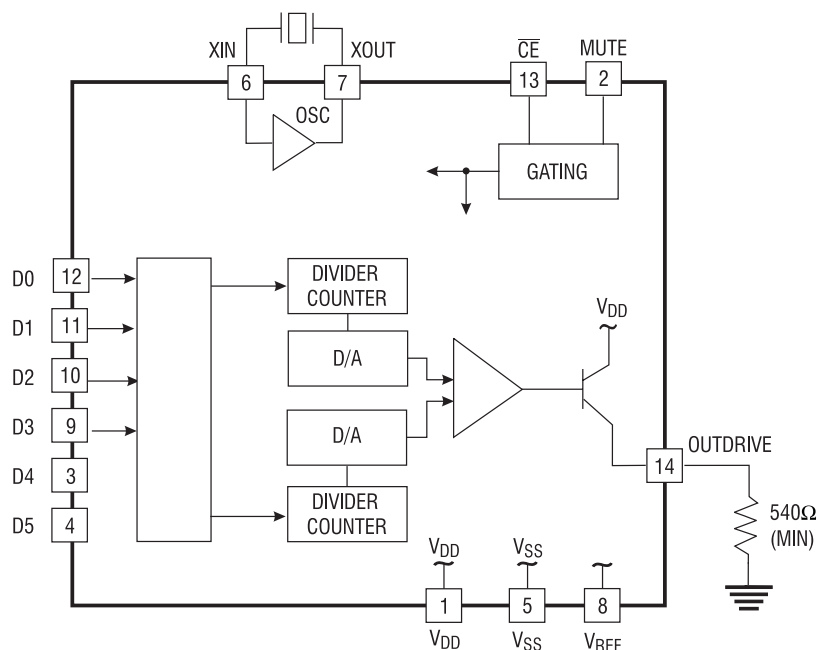 XIN
XOUT
C̅E̅
MUTE
6
7
13
2
OSC
GATING
D0
12
D1
11
D2
10
D3
9
D4
3
D5
4
DIVIDER
COUNTER
D/A
D/A
DIVIDER
COUNTER
VDD
14
OUTDRIVE
540Ω
(MIN)
VDD
VSS
1
5
8
VDD
VSS
VREF